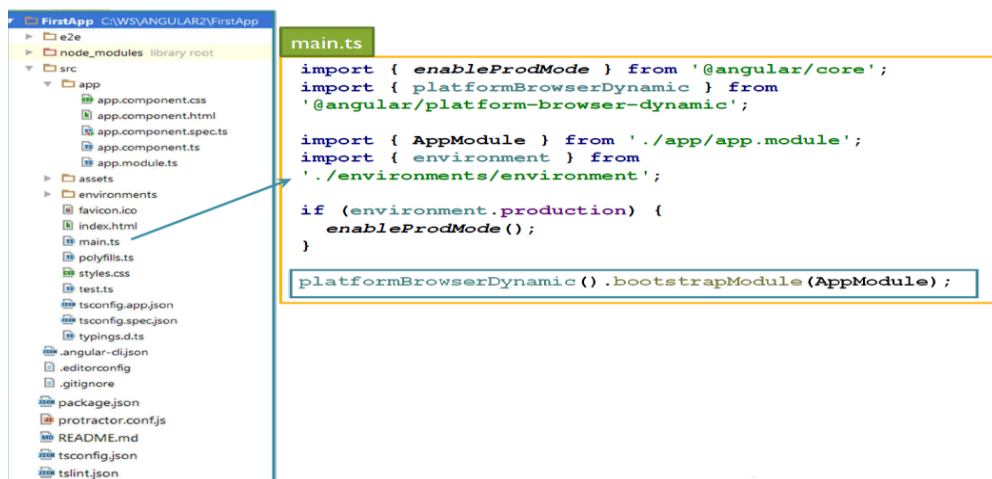 FirstApp C:\WS\ANGULAR2\FirstApp
e2e
node_modules library root
src
app
app.component.css
app.component.html
app.component.spec.ts
app.component.ts
app.module.ts
assets
environments
favicon.ico
index.html
main.ts
polyfills.ts
styles.css
test.ts
tsconfig.app.json
tsconfig.spec.json
typings.d.ts
.angular-cli.json
.editorconfig
.gitignore
package.json
protractor.conf.js
README.md
tsconfig.json
tslint.json
main.ts
import { enableProdMode } from '@angular/core';
import { platformBrowserDynamic } from
'@angular/platform-browser-dynamic';
import { AppModule } from './app/app.module';
import { environment } from
'./environments/environment';
if (environment.production) {
enableProdMode();
}
platformBrowserDynamic().bootstrapModule(AppModule);